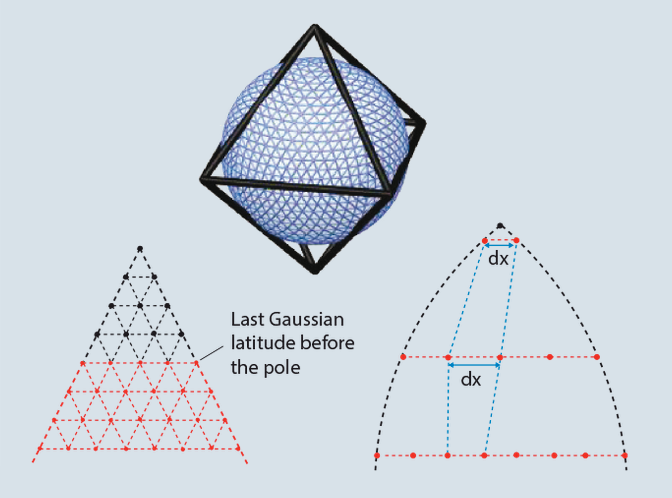 Last Gaussian
latitude before
the pole
dx
dx